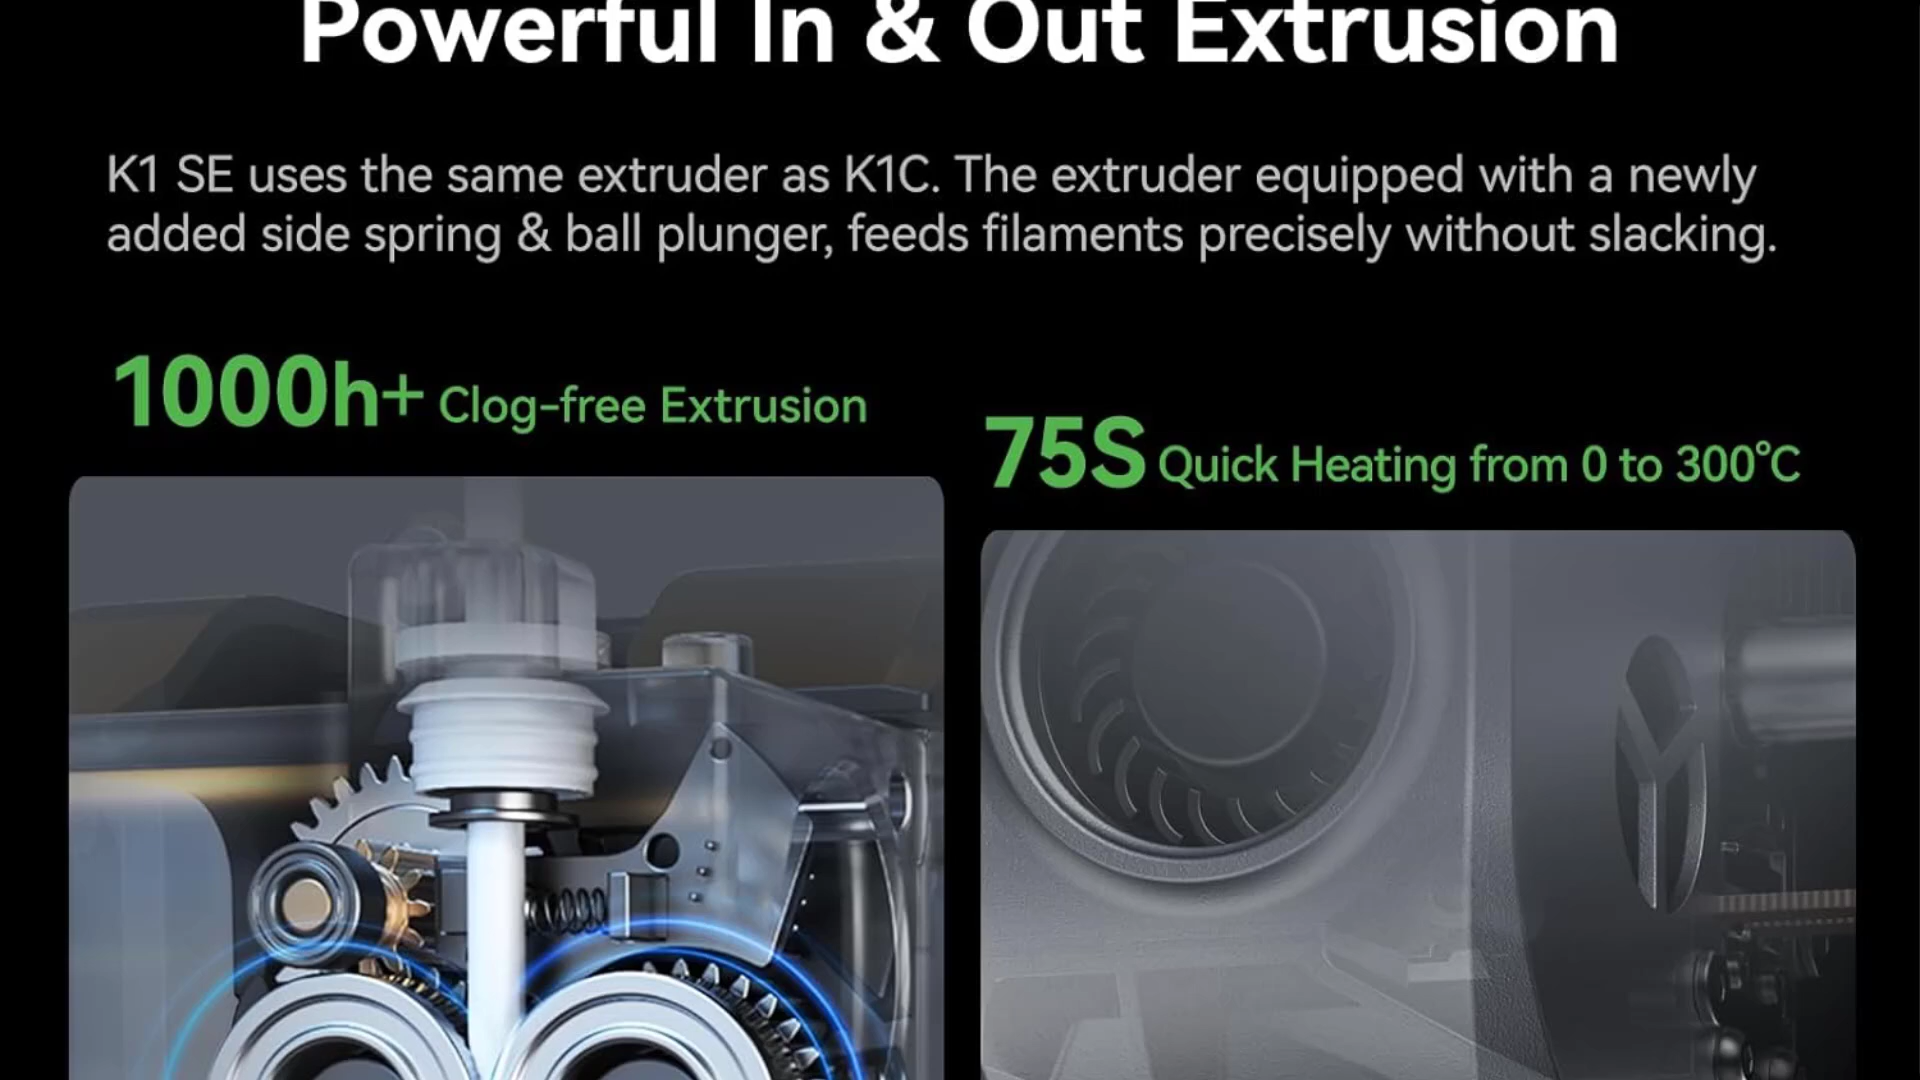 Powerful In & Out Extrusion
K1 SE uses the same extruder as K1C. The extruder equipped with a newly
added side spring & ball plunger, feeds filaments precisely without slacking.
1000h+ Clog-free Extrusion
75S Quick Heating from 0 to 300°C